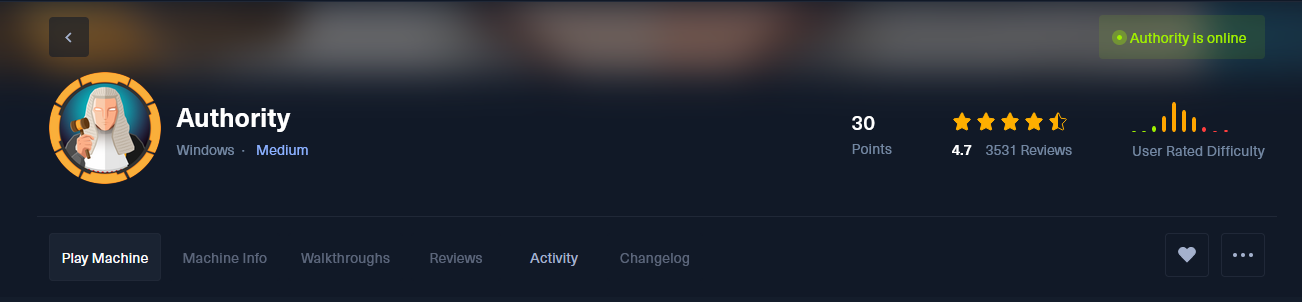 Authority is online
Authority
Windows · Medium
30
Points
4.7 3531 Reviews
User Rated Difficulty
Play Machine
Machine Info
Walkthroughs
Reviews
Activity
Changelog